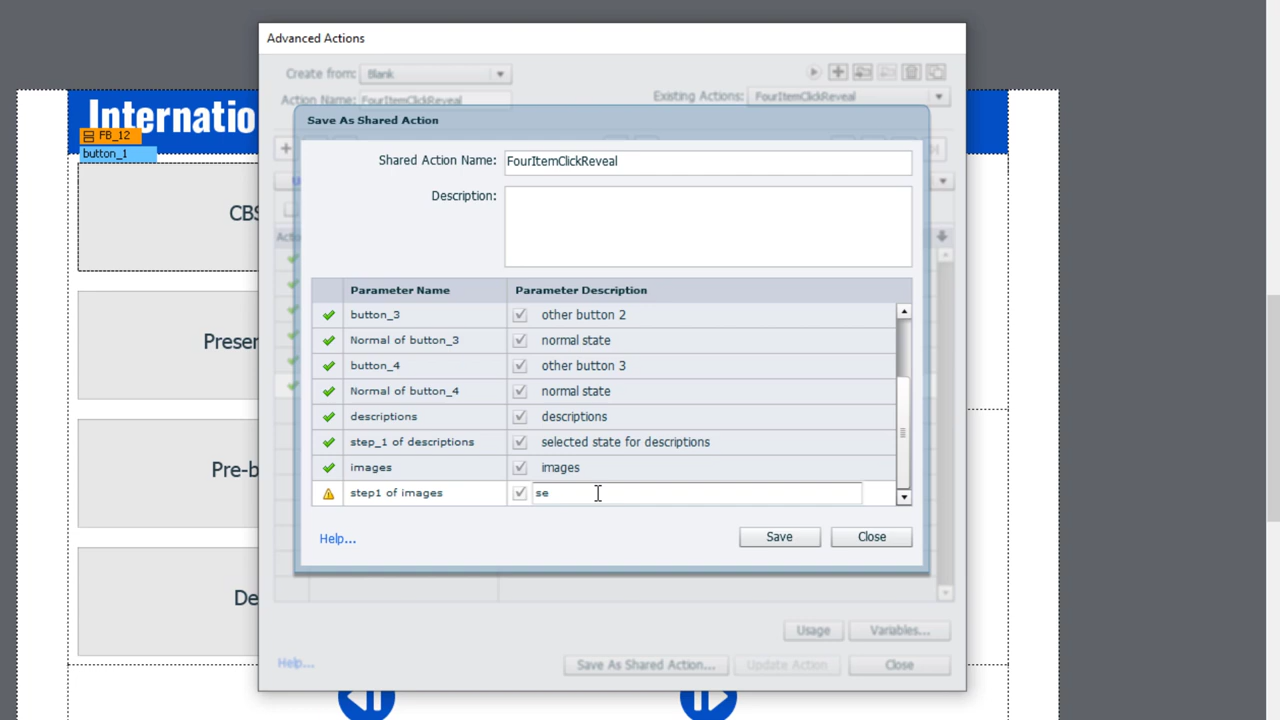 Advanced Actions
Create from: Blank
Action Name: FourItemClickReveal
Existing Actions: FourItemClickReveal
Internatio
FB_12
button_1
CBS
Presen
Pre-b
De
Save As Shared Action
Shared Action Name: FourItemClickReveal
Description:
Parameter Name Parameter Description
button_3 other button 2
Normal of button_3 normal state
button_4 other button 3
Normal of button_4 normal state
descriptions descriptions
step_1 of descriptions selected state for descriptions
images images
step1 of images se
Help... Save Close
Usage Variables...
Help... Save As Shared Action... Update Action Close